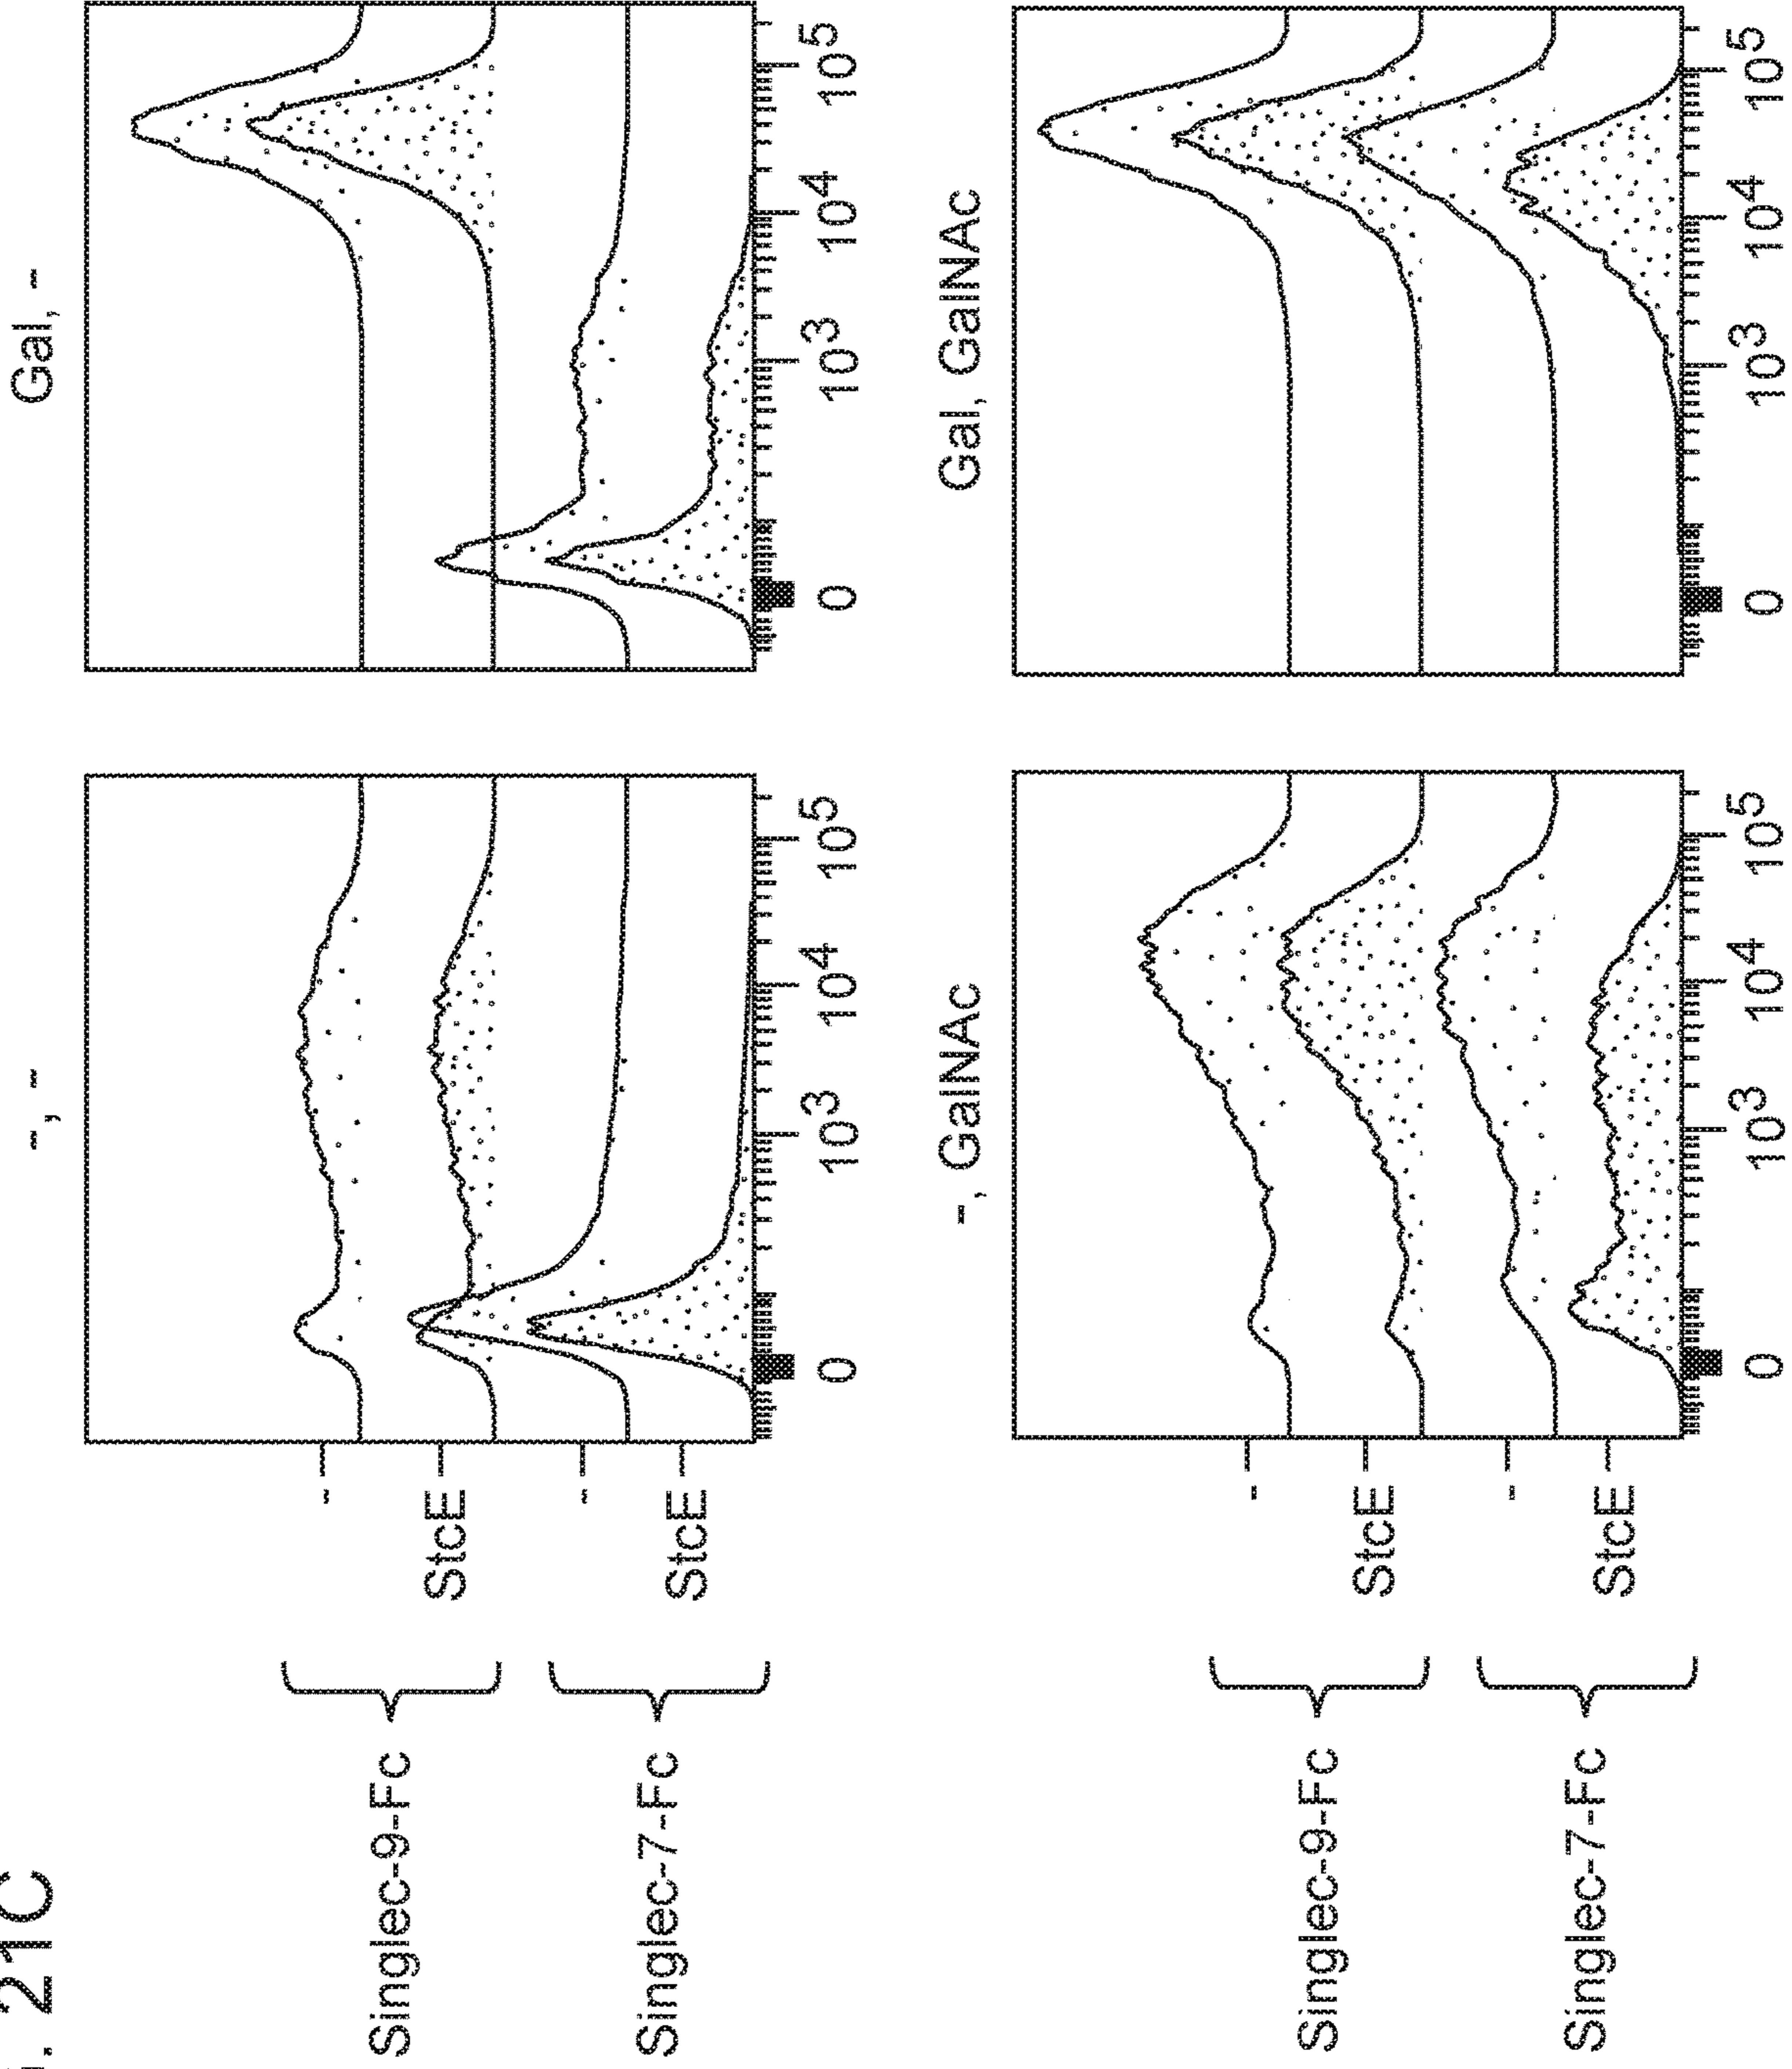 . 21C
-, -
Gal, -
Singlec-9-Fc
-
StcE
Singlec-7-Fc
-
StcE
0 10³ 10⁴ 10⁵
0 10³ 10⁴ 10⁵
-, GalNAc
Gal, GalNAc
Singlec-9-Fc
-
StcE
Singlec-7-Fc
-
StcE
0 10³ 10⁴ 10⁵
0 10³ 10⁴ 10⁵